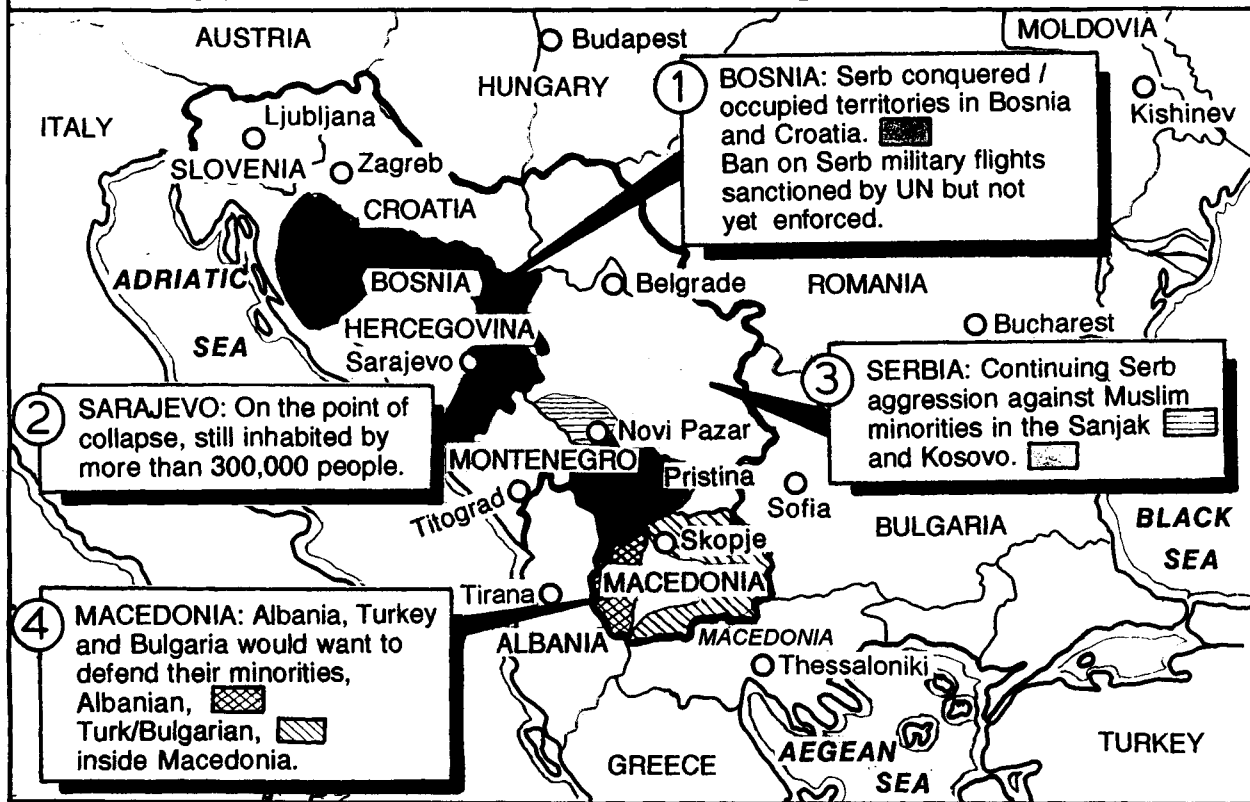 AUSTRIA
Budapest
MOLDOVIA
HUNGARY
Kishinev
ITALY
Ljubljana
SLOVENIA
Zagreb
CROATIA
1
BOSNIA: Serb conquered /
occupied territories in Bosnia
and Croatia.
Ban on Serb military flights
sanctioned by UN but not
yet enforced.
ADRIATIC
SEA
BOSNIA
HERCEGOVINA
Sarajevo
Belgrade
ROMANIA
Bucharest
2
SARAJEVO: On the point of
collapse, still inhabited by
more than 300,000 people.
3
SERBIA: Continuing Serb
aggression against Muslim
minorities in the Sanjak
and Kosovo.
Novi Pazar
MONTENEGRO
Pristina
Titograd
Sofia
BULGARIA
BLACK
SEA
Skopje
MACEDONIA
Tirana
ALBANIA
4
MACEDONIA: Albania, Turkey
and Bulgaria would want to
defend their minorities,
Albanian,
Turk/Bulgarian,
inside Macedonia.
MACEDONIA
Thessaloniki
GREECE
AEGEAN
SEA
TURKEY